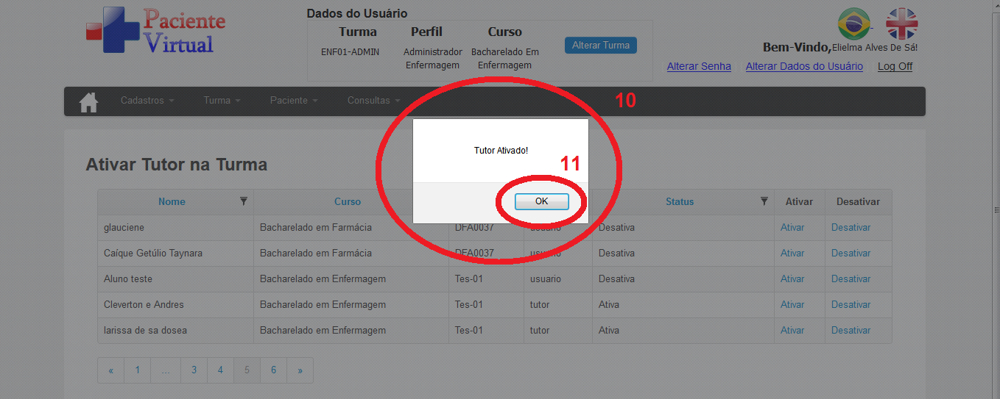 Paciente
Virtual
Dados do Usuário
Turma Perfil Curso
ENF01-ADMIN Administrador Enfermagem Bacharelado Em Enfermagem
Alterar Turma
Bem-Vindo,Elielma Alves De Sá!
Alterar Senha Alterar Dados do Usuário Log Off
Cadastros Turma Paciente Consultas 10
Tutor Ativado!
11
OK
Ativar Tutor na Turma
Nome Curso Status Ativar Desativar
glauciene Bacharelado em Farmácia DFA0037 usuario Desativa Ativar Desativar
Caíque Getúlio Taynara Bacharelado em Farmácia DFA0037 usuario Desativa Ativar Desativar
Aluno teste Bacharelado em Enfermagem Tes-01 usuario Desativa Ativar Desativar
Cleverton e Andres Bacharelado em Enfermagem Tes-01 tutor Ativa Ativar Desativar
larissa de sa dosea Bacharelado em Enfermagem Tes-01 tutor Ativa Ativar Desativar
« 1 ... 3 4 5 6 »